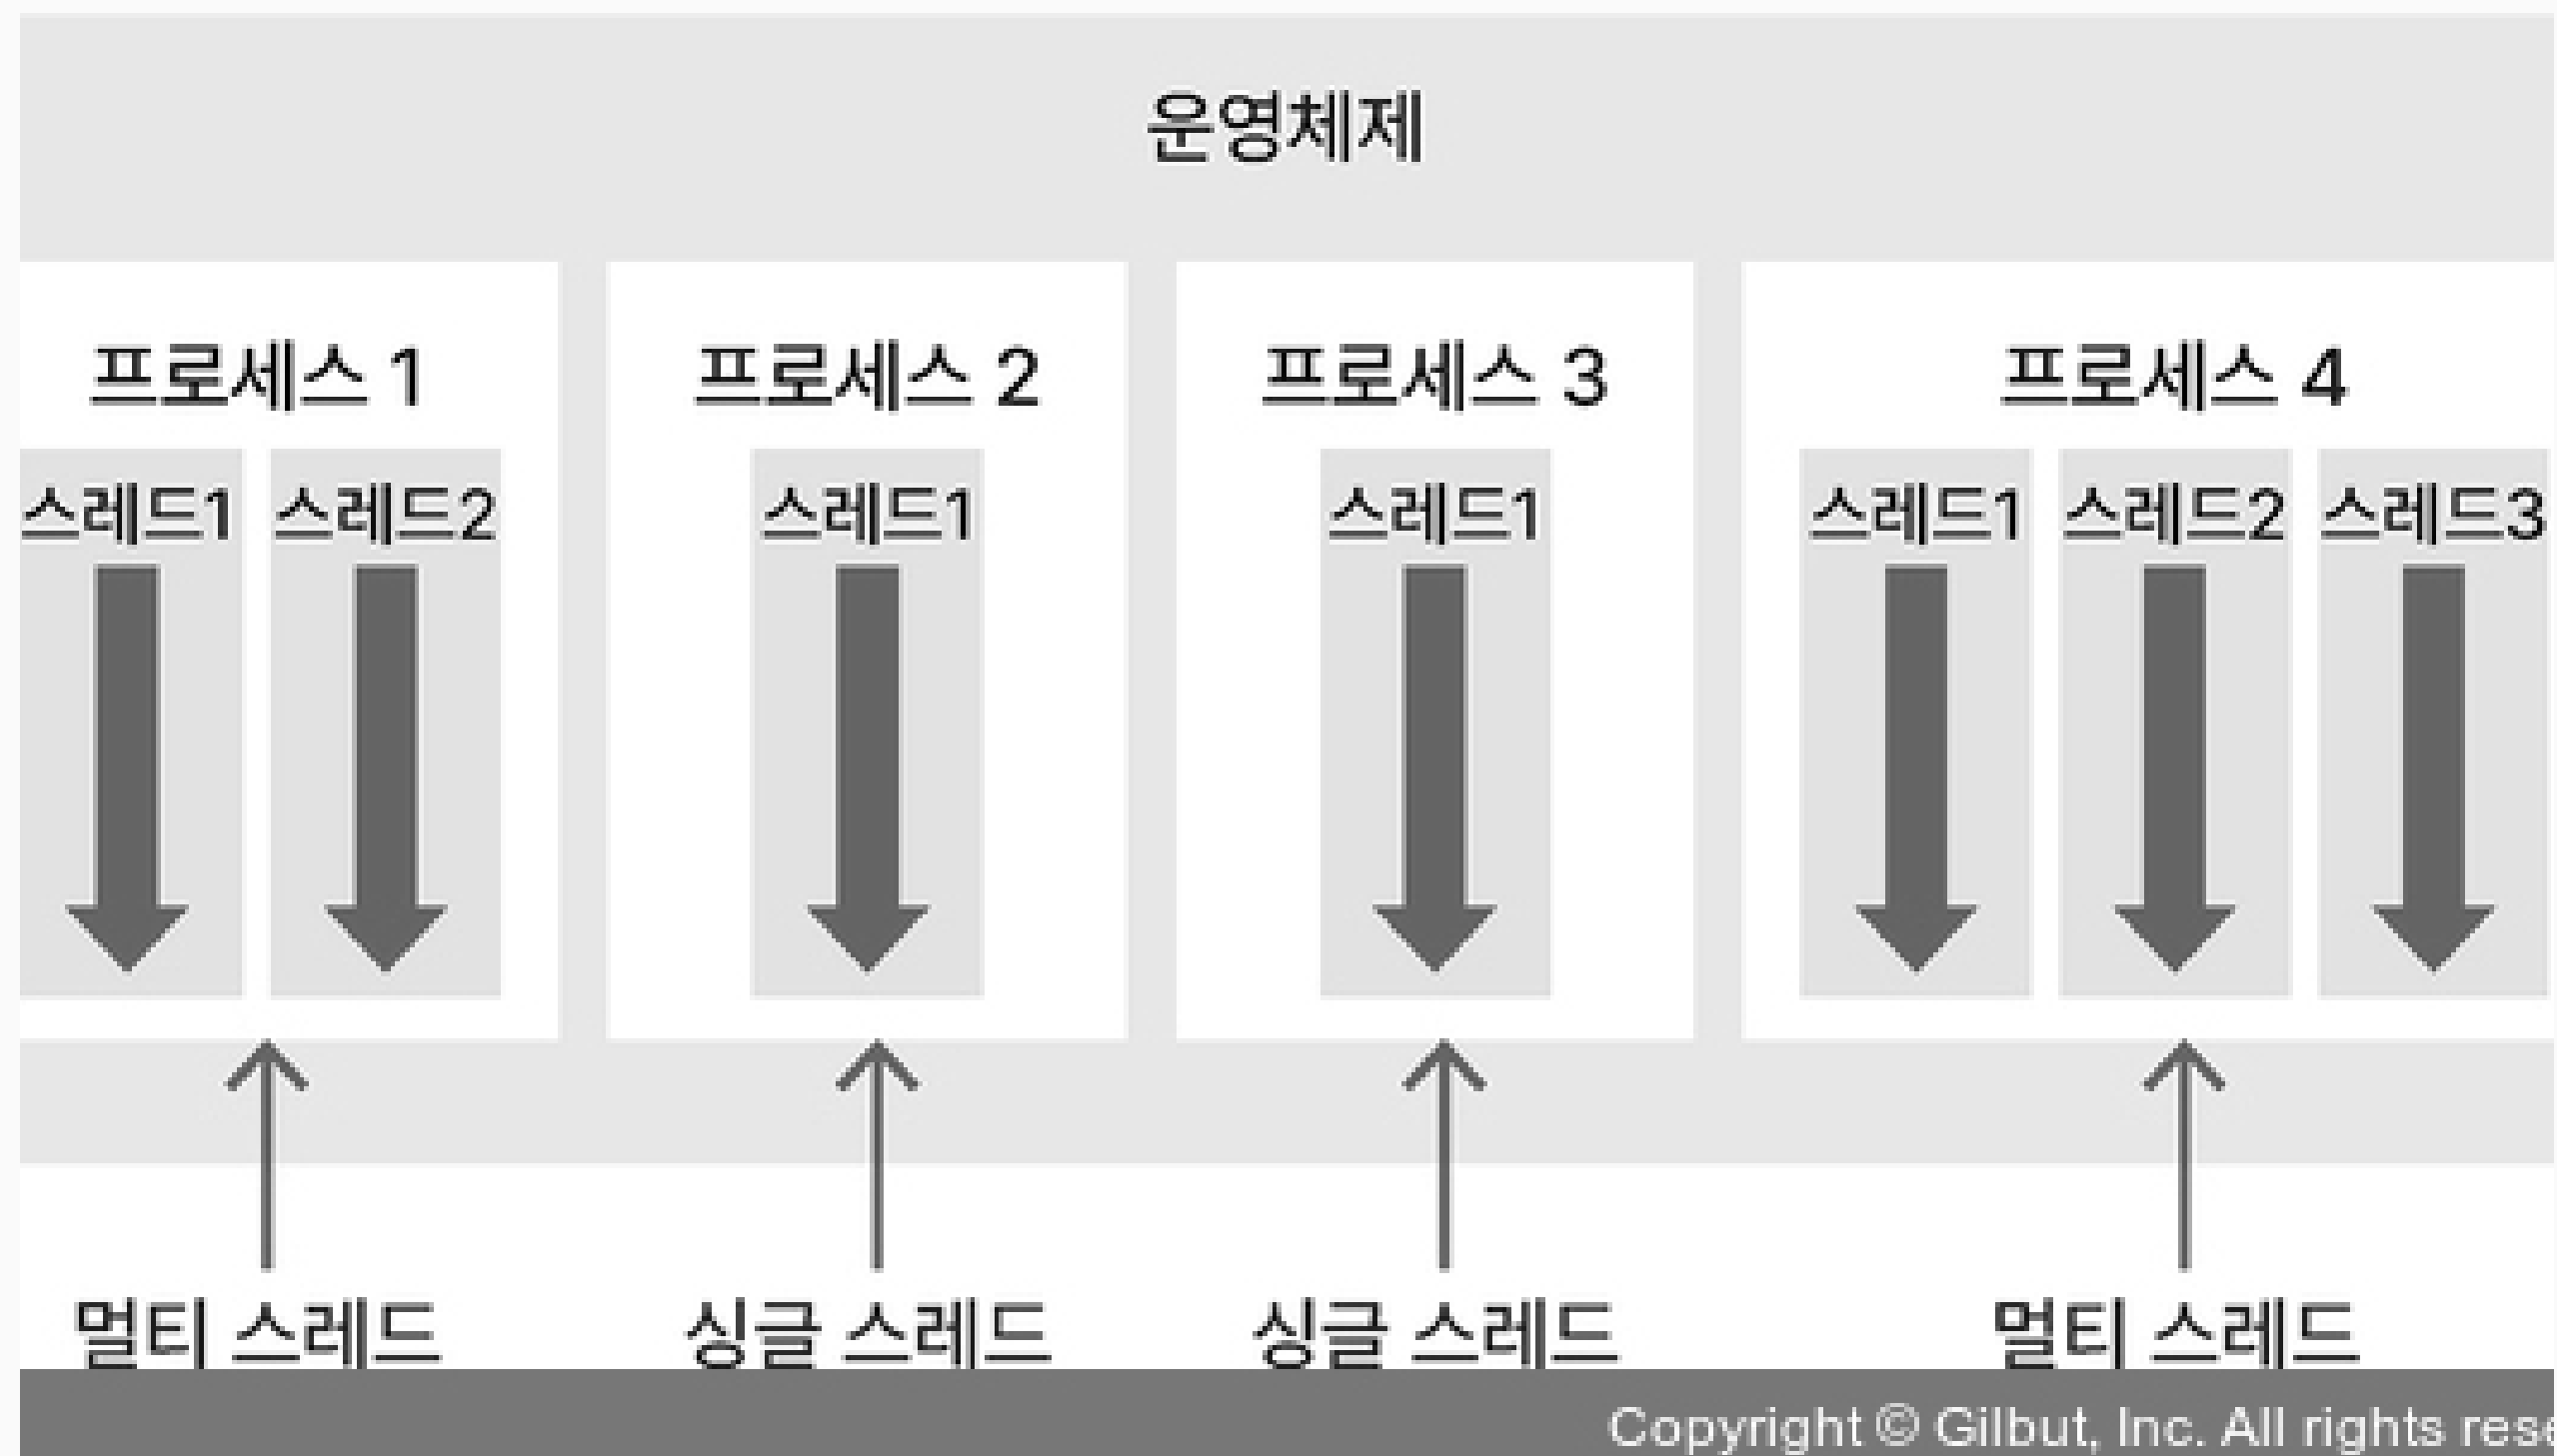 운영체제
프로세스 1 프로세스 2 프로세스 3 프로세스 4
스레드1 스레드2 스레드1 스레드1 스레드1 스레드2 스레드3
멀티 스레드 싱글 스레드 싱글 스레드 멀티 스레드
Copyright © Gilbut, Inc. All rights rese